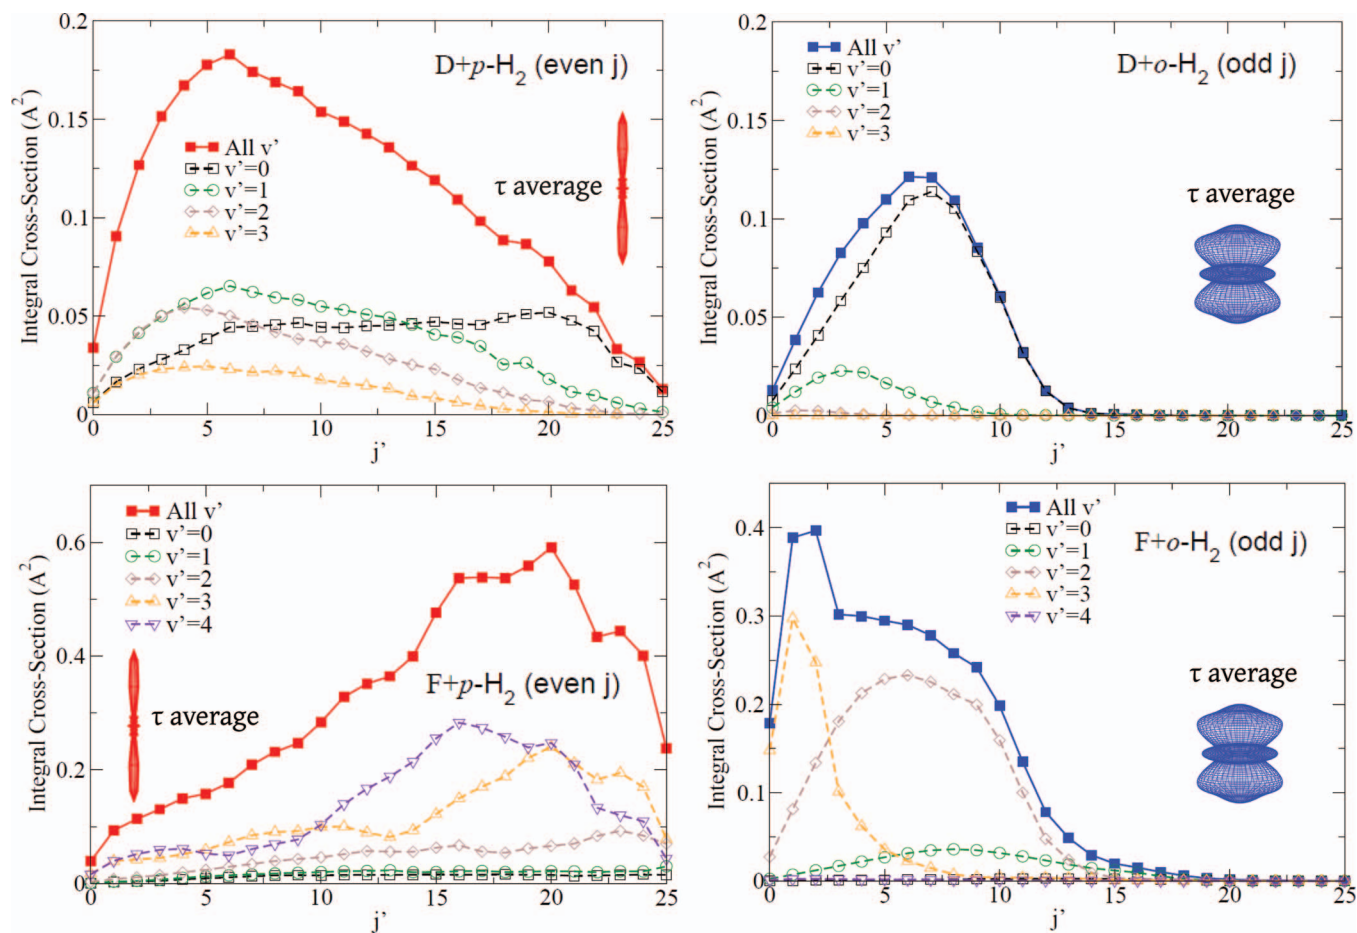 0.2
0.15
0.1
0.05
0
Integral Cross-Section (A²)
D+p-H₂ (even j)
All v'
v'=0
v'=1
v'=2
v'=3
τ average
0 5 10 15 20 25
j'
0.2
0.15
0.1
0.05
0
Integral Cross-Section (A²)
All v'
v'=0
v'=1
v'=2
v'=3
D+o-H₂ (odd j)
τ average
0 5 10 15 20 25
j'
0.6
0.4
0.2
0
Integral Cross-Section (A²)
All v'
v'=0
v'=1
v'=2
v'=3
v'=4
τ average
F+p-H₂ (even j)
0 5 10 15 20 25
j'
0.4
0.3
0.2
0.1
0
Integral Cross-Section (A²)
All v'
v'=0
v'=1
v'=2
v'=3
v'=4
F+o-H₂ (odd j)
τ average
0 5 10 15 20 25
j'